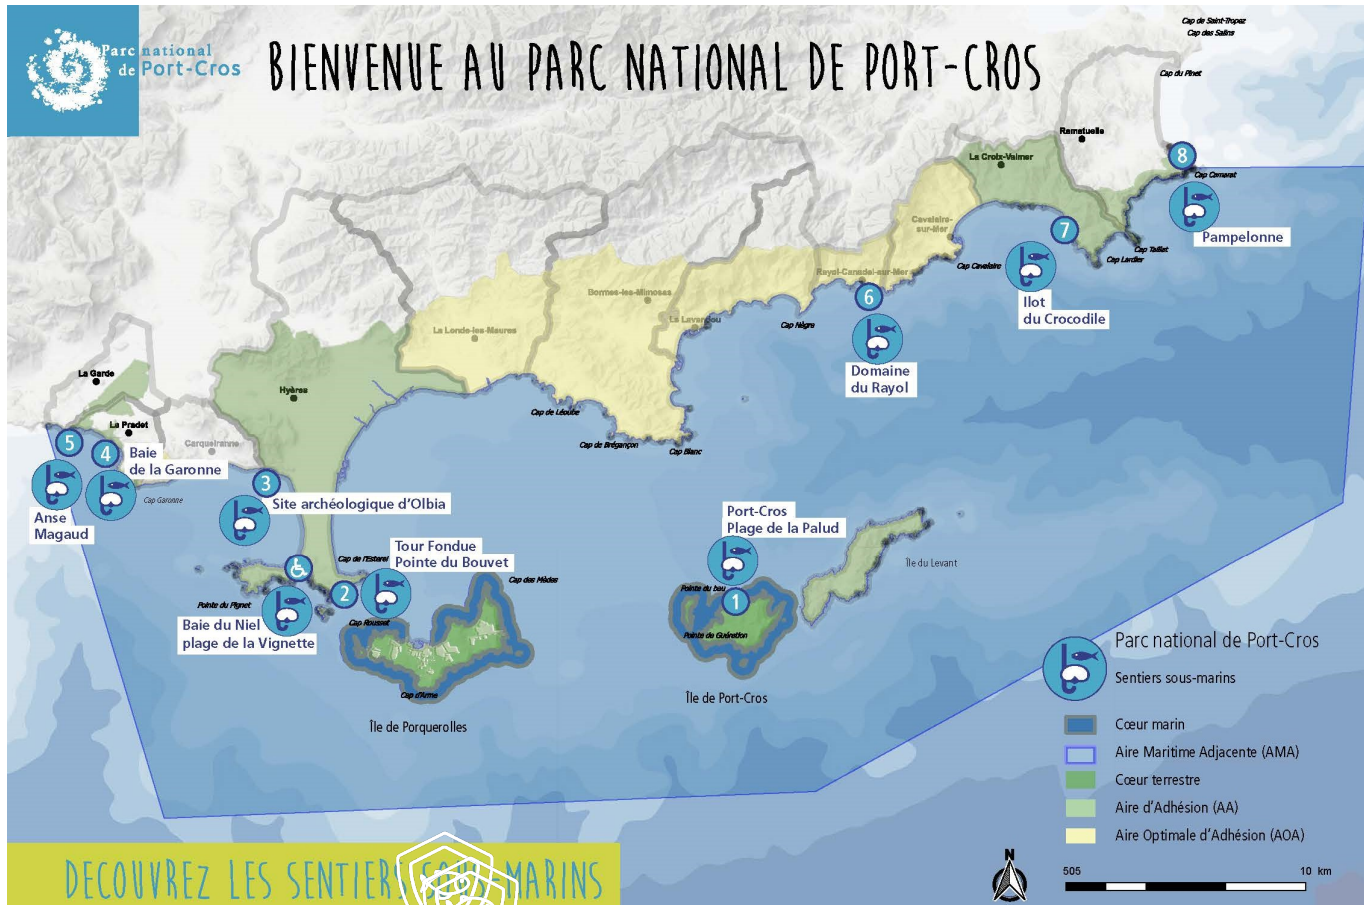 Parc national
de Port-Cros
BIENVENUE AU PARC NATIONAL DE PORT-CROS
Cap de Saint-Tropez
Cap des Salins
Cap du Pinet
Ramatuelle
La Croix-Valmer
8
Cap Camarat
Pampelonne
Cavalaire-
sur-Mer
7
Cap Taillat
Cap Lardier
Cap Cavalaire
Ilot
du Crocodile
Rayol-Canadel-sur-Mer
6
Domaine
du Rayol
Bormes-les-Mimosas
Le Lavandou
Cap Nègre
La Londe-les-Maures
La Garde
Hyères
Le Pradet
Carqueiranne
Cap de Léoube
Cap de Brégançon
Cap Blanc
5
4
Baie
de la Garonne
3
Cap Garonne
Site archéologique d'Olbia
Anse
Magaud
Port-Cros
Plage de la Palud
Tour Fondue
Pointe du Bouvet
Cap de l'Esterel
Cap des Mèdes
Île du Levant
2
Pointe du bau
1
Baie du Niel
plage de la Vignette
Cap Rousset
Pointe de Guérétion
Cap d'Arme
Île de Port-Cros
Île de Porquerolles
Parc national de Port-Cros
Sentiers sous-marins
Cœur marin
Aire Maritime Adjacente (AMA)
Cœur terrestre
Aire d'Adhésion (AA)
Aire Optimale d'Adhésion (AOA)
N
505
10 km
DECOUVREZ LES SENTIERS SOUS-MARINS